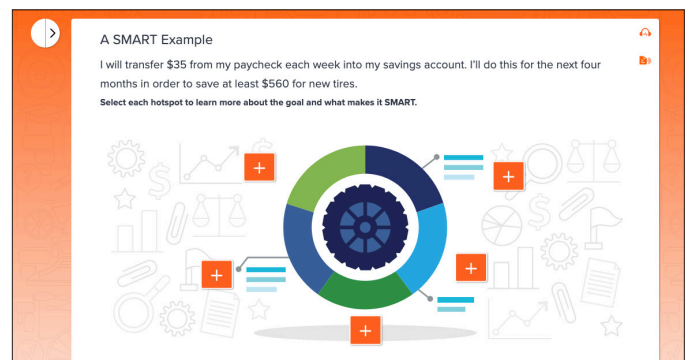 A SMART Example
I will transfer $35 from my paycheck each week into my savings account. I'll do this for the next four
months in order to save at least $560 for new tires.
Select each hotspot to learn more about the goal and what makes it SMART.